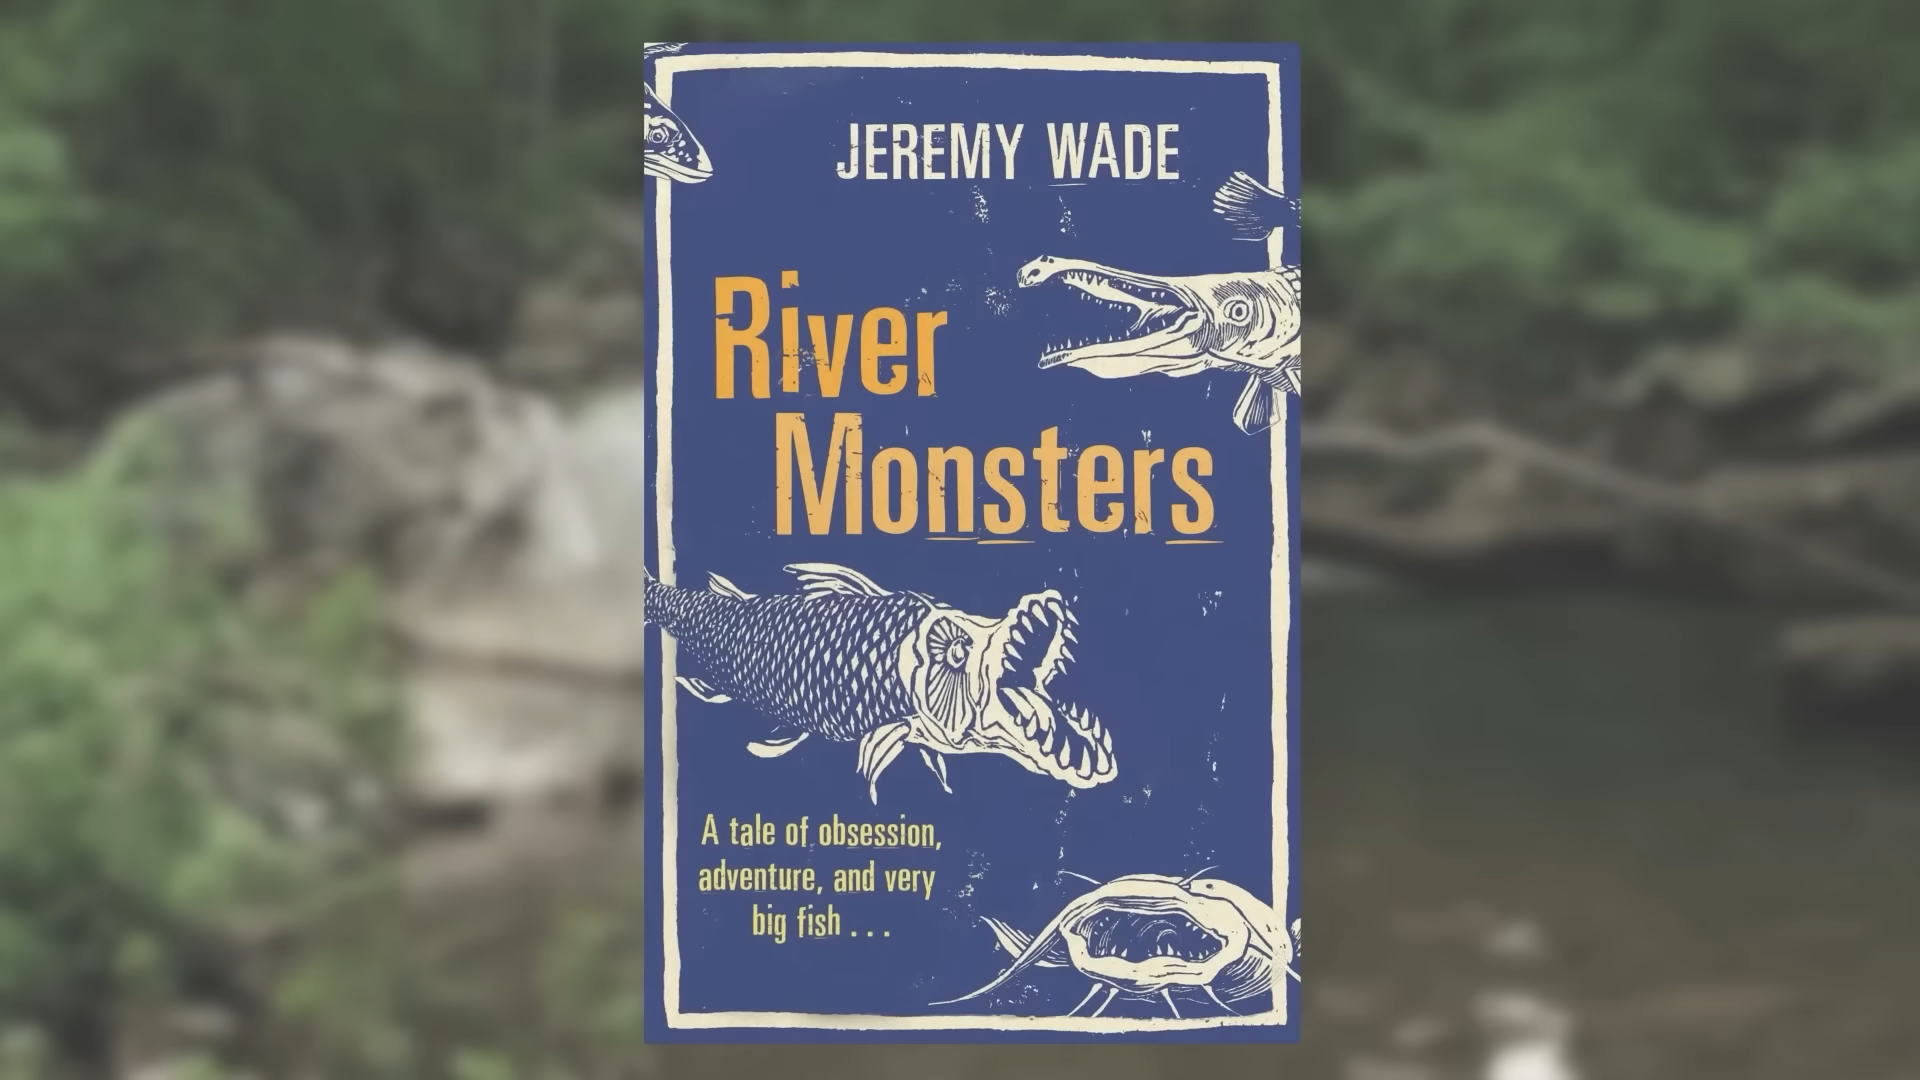 JEREMY WADE
River
Monsters
A tale of obsession,
adventure, and very
big fish . . .